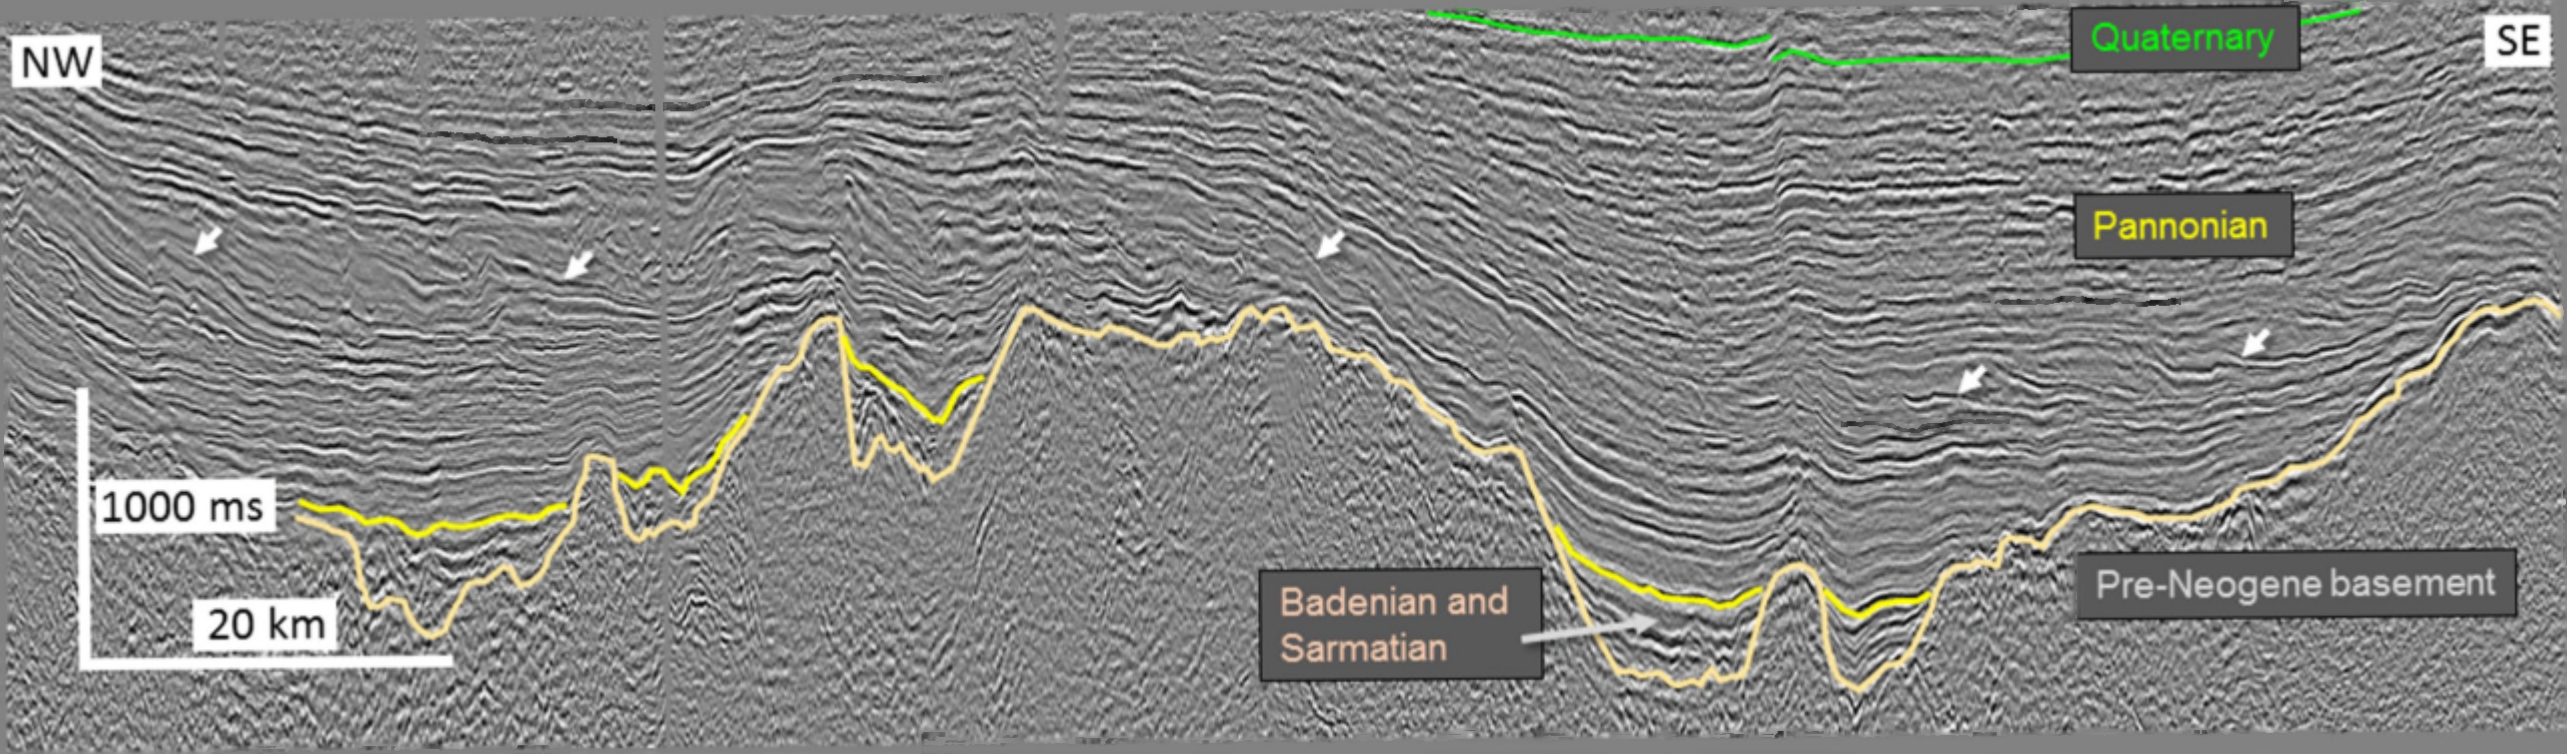 NW
Quaternary
SE
Pannonian
1000 ms
20 km
Badenian and
Sarmatian
Pre-Neogene basement